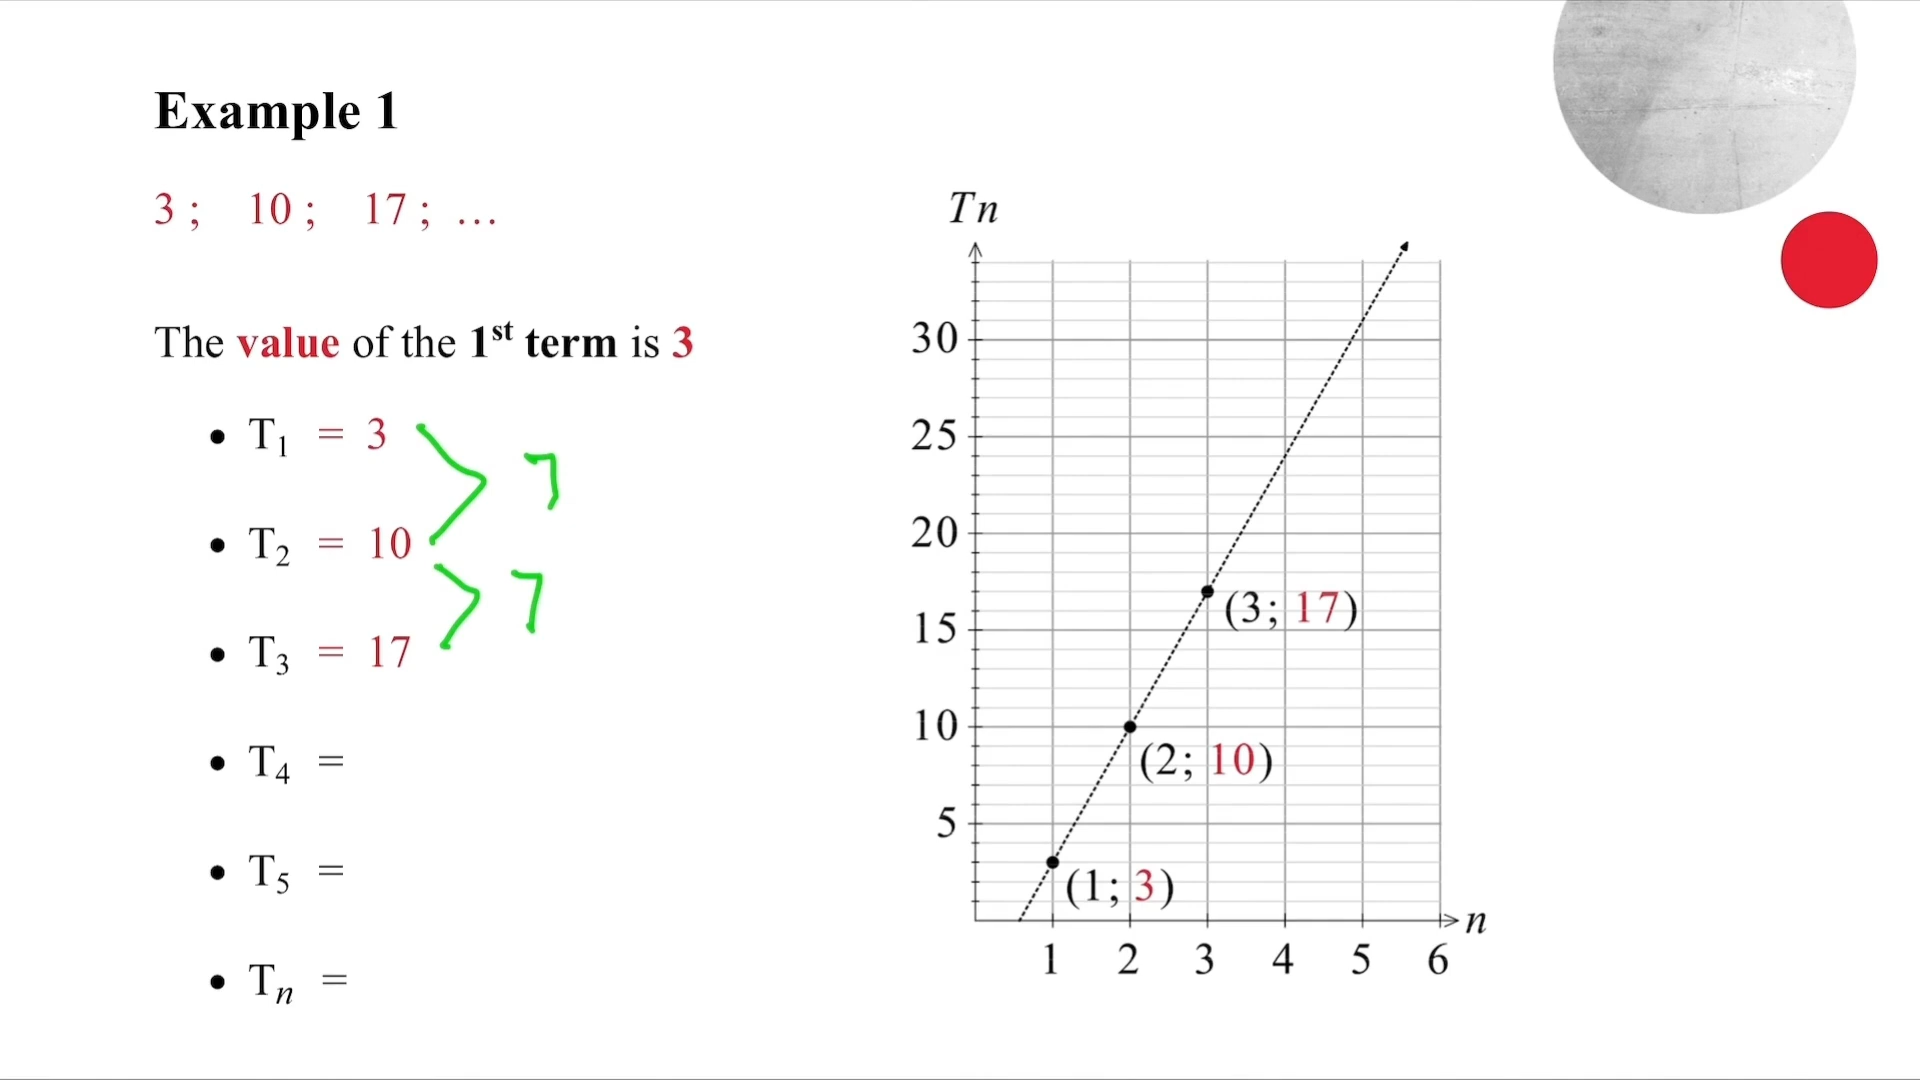 Example 1
3 ; 10 ; 17 ; ...
The value of the 1st term is 3
• T1 = 3
7
• T2 = 10
7
• T3 = 17
• T4 =
• T5 =
• Tn =
Tn
30
25
20
15
10
5
(3; 17)
(2; 10)
(1; 3)
n
1 2 3 4 5 6